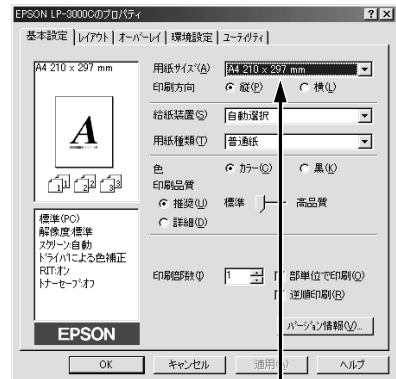 EPSON LP-3000Cのプロパティ
基本設定 レイアウト オーバーレイ 環境設定 ユーティリティ
A4 210 x 297 mm
A
1 1 2 2 3 3
標準(PC)
解像度:標準
スクリーン:自動
ドライバによる色補正
RIT:オン
トナーセーブ:オフ
EPSON
用紙サイズ(A) A4 210 x 297 mm
印刷方向 縦(P) 横(L)
給紙装置(S) 自動選択
用紙種類(T) 普通紙
色 カラー(C) 黒(K)
印刷品質
推奨(U) 標準 高品質
詳細(D)
印刷部数(I) 1 部単位で印刷(O)
逆順印刷(R)
バージョン情報(V)...
OK キャンセル 適用 ヘルプ